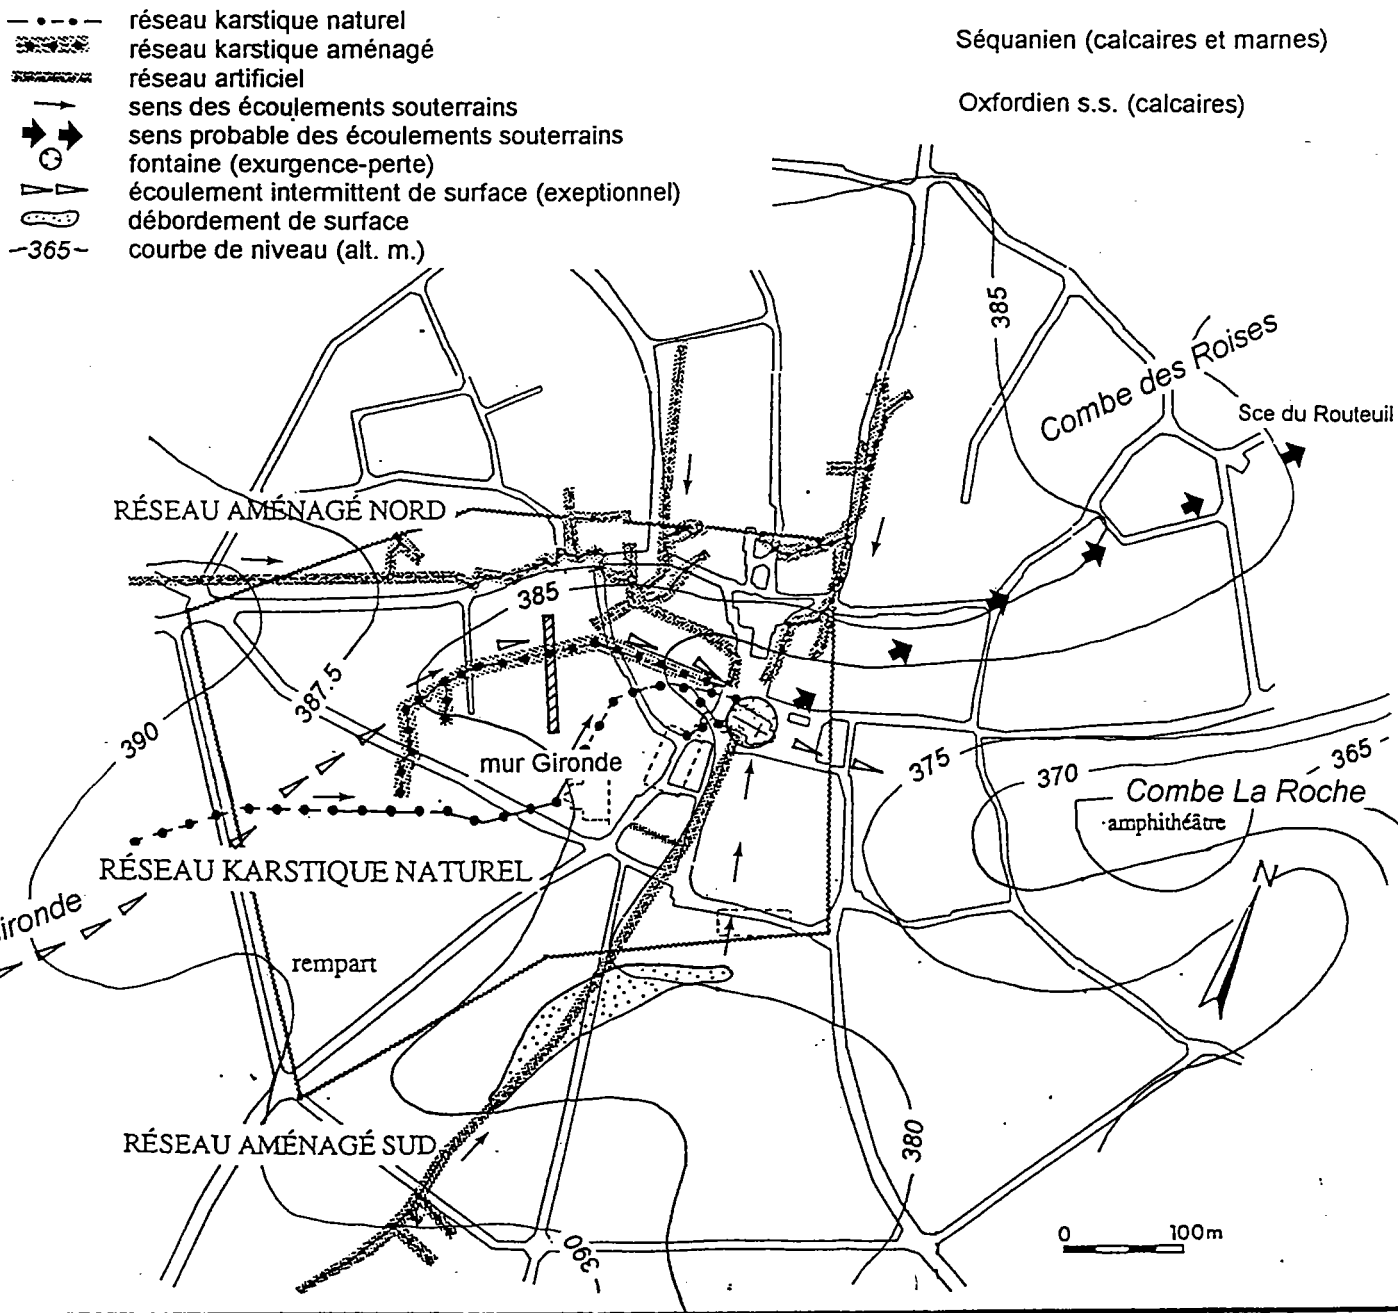 réseau karstique naturel
réseau karstique aménagé
réseau artificiel
sens des écoulements souterrains
sens probable des écoulements souterrains
fontaine (exurgence-perte)
écoulement intermittent de surface (exeptionnel)
débordement de surface
-365- courbe de niveau (alt. m.)
Séquanien (calcaires et marnes)
Oxfordien s.s. (calcaires)
385
Combe des Roises
Sce du Routeuil
RÉSEAU AMÉNAGÉ NORD
385
387.5
390
mur Gironde
375
370
365
Combe La Roche
amphithéâtre
RÉSEAU KARSTIQUE NATUREL
ironde
N
rempart
RÉSEAU AMÉNAGÉ SUD
380
390
0 100m